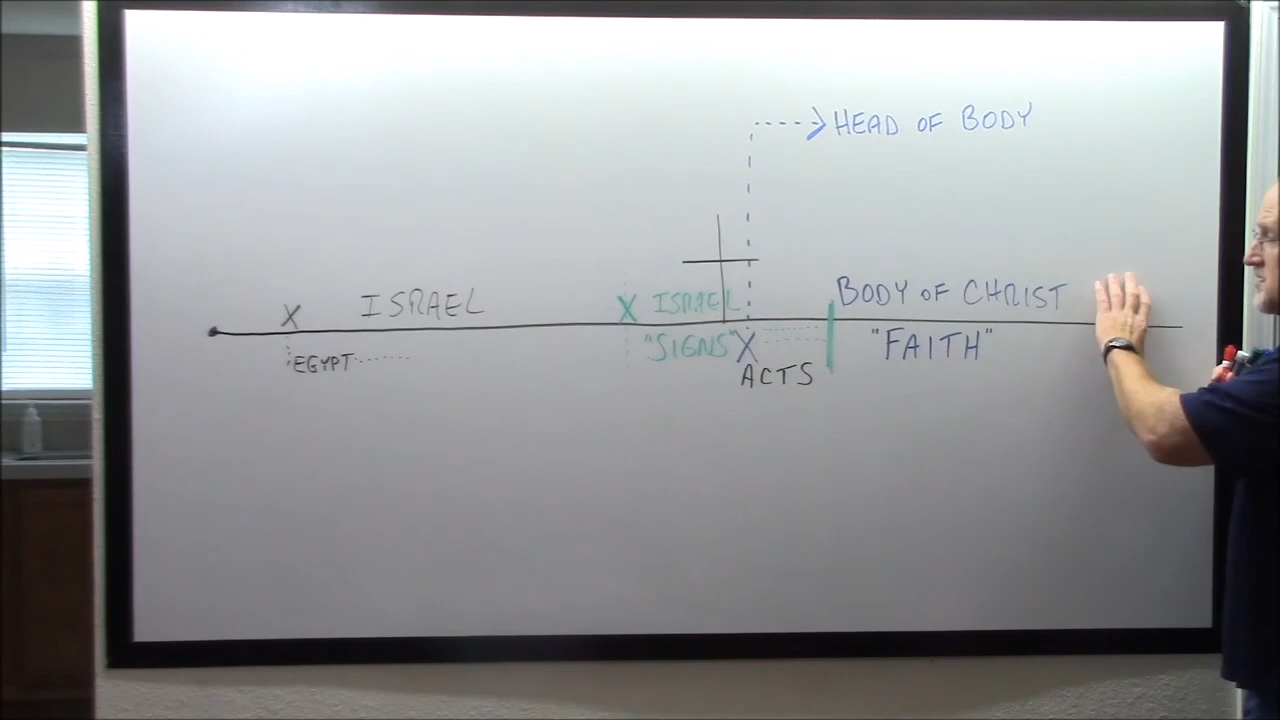 HEAD OF BODY
X ISRAEL
X ISRAEL
BODY OF CHRIST
EGYPT
"SIGNS" X
"FAITH"
ACTS